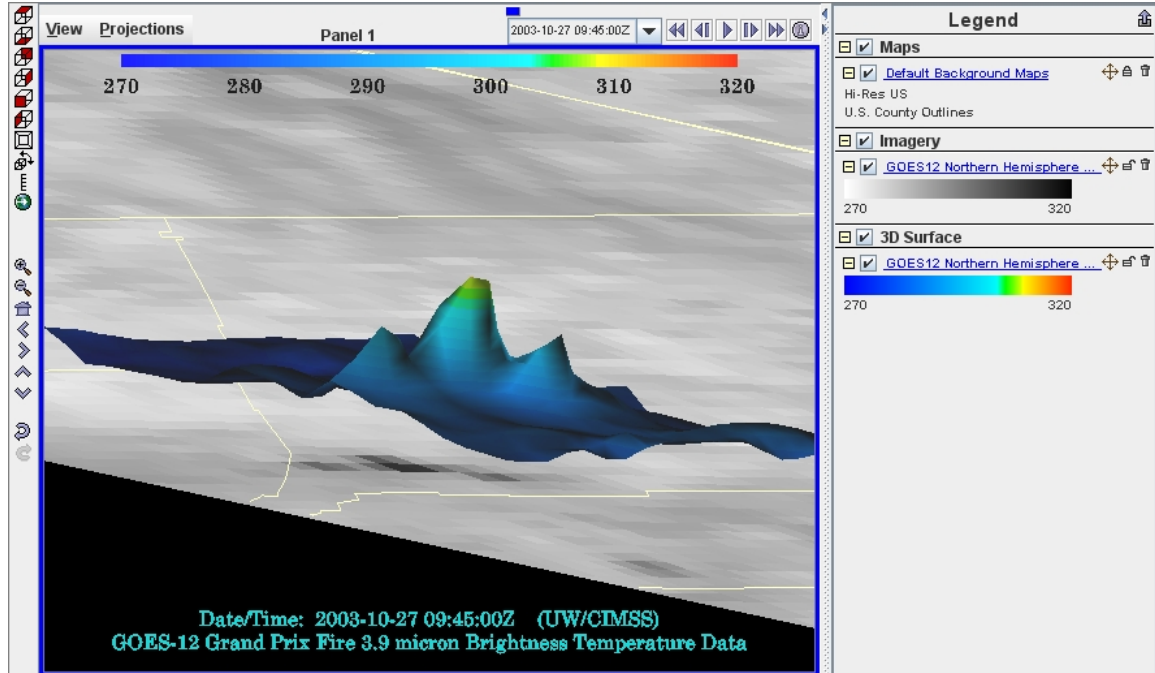 View Projections
Panel 1
2003-10-27 09:45:00Z
270 280 290 300 310 320
Date/Time: 2003-10-27 09:45:00Z (UW/CIMSS)
GOES-12 Grand Prix Fire 3.9 micron Brightness Temperature Data
Legend
Maps
Default Background Maps
Hi-Res US
U.S. County Outlines
Imagery
GOES12 Northern Hemisphere ...
270 320
3D Surface
GOES12 Northern Hemisphere ...
270 320